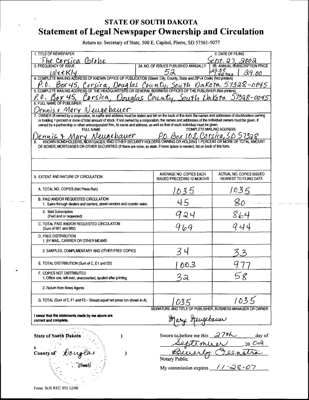 STATE OF SOUTH DAKOTA
Statement of Legal Newspaper Ownership and Circulation
Return to: Secretary of State, 500 E. Capitol, Pierre, SD 57501-5077
1. TITLE OF NEWSPAPER
The Corsica Globe
2. DATE OF FILING
Sept. 27, 2002
3. FREQUENCY OF ISSUE
Weekly
3A. NO. OF ISSUES PUBLISHED ANNUALLY
52
3B. ANNUAL SUBSCRIPTION PRICE
29.00
4. COMPLETE MAILING ADDRESS OF KNOWN OFFICE OF PUBLICATION (Street, City, County, State and ZIP+4 Code) (Not printers)
P.O. Box 45, Corsica, Douglas County, South Dakota 57328-0045
5. COMPLETE MAILING ADDRESS OF THE HEADQUARTERS OR GENERAL BUSINESS OFFICES OF THE PUBLISHER (Not printers)
P.O. Box 45, Corsica, Douglas County, South Dakota 57328-0045
6. FULL NAME OF PUBLISHER:
Dennis & Mary Neugebauer
7. OWNER (If owned by a corporation, its name and address must be stated and also immediately thereunder the names and addresses of stockholders owning
or holding 1 percent or more of total amount of stock. If not owned by a corporation, the names and addresses of the individual owners must be given. If
owned by a partnership or other unincorporated firm, its name and address, as well as that of each individual must be given.
FULL NAME
COMPLETE MAILING ADDRESS
Dennis & Mary Neugebauer PO Box 108, Corsica, SD 57328
8. KNOWN BONDHOLDERS, MORTGAGEES, AND OTHER SECURITY HOLDERS OWNING OR HOLDING 1 PERCENT OR MORE OF TOTAL AMOUNT
OF BONDS, MORTGAGES OR OTHER SECURITIES (If there are none, so state) If more space is needed, list on back of this form.
9. EXTENT AND NATURE OF CIRCULATION
AVERAGE NO. COPIES EACH ISSUED PRECEDING 12 MONTHS
ACTUAL NO. COPIES ISSUED NEAREST TO FILING DATE
A. TOTAL NO. COPIES (Net Press Run)
1035 1035
B. PAID AND/OR REQUESTED CIRCULATION
1. Sales through dealers and carriers, street vendors and counter sales
45 80
2. Mail Subscription
(Paid and or requested)
924 864
C. TOTAL PAID AND/OR REQUESTED CIRCULATION
(Sum of 9B1 and 9B2)
969 944
D. FREE DISTRIBUTION
1. BY MAIL, CARRIER OR OTHER MEANS
2. SAMPLES, COMPLIMENTARY AND OTHER FREE COPIES
34 33
E. TOTAL DISTRIBUTION (Sum of C, D1 and D2)
1003 977
F. COPIES NOT DISTRIBUTED
1. Office use, left over, unaccounted, spoiled after printing
32 58
2. Return from News Agents
G. TOTAL (Sum of E, F1 and F2 - Should equal net press run shown in A)
1035 1035
I swear that the statements made by me above are
correct and complete.
SIGNATURE AND TITLE OF PUBLISHER, BUSINESS MANAGER OR OWNER
Mary Neugebauer
State of South Dakota )
County of Douglas
(Seal)
Sworn to before me this 27th day of
September
Notary Public
My commission expires 11-28-07
Form: SOS REC 051 12/00